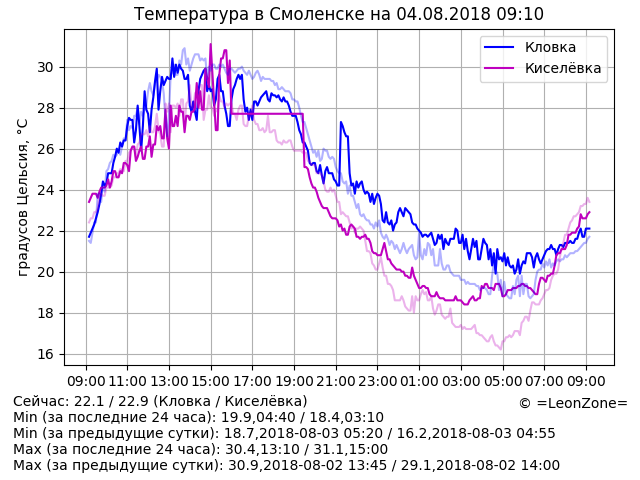 Температура в Смоленске на 04.08.2018 09:10
Кловка
Киселёвка
градусов Цельсия, °C
30
28
26
24
22
20
18
16
09:00 11:00 13:00 15:00 17:00 19:00 21:00 23:00 01:00 03:00 05:00 07:00 09:00
Сейчас: 22.1 / 22.9 (Кловка / Киселёвка)
© =LeonZone=
Min (за последние 24 часа): 19.9,04:40 / 18.4,03:10
Min (за предыдущие сутки): 18.7,2018-08-03 05:20 / 16.2,2018-08-03 04:55
Max (за последние 24 часа): 30.4,13:10 / 31.1,15:00
Max (за предыдущие сутки): 30.9,2018-08-02 13:45 / 29.1,2018-08-02 14:00